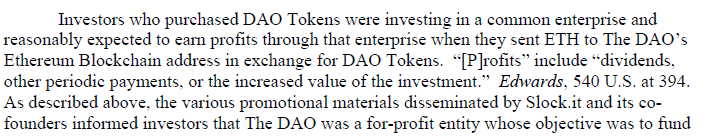 Investors who purchased DAO Tokens were investing in a common enterprise and
reasonably expected to earn profits through that enterprise when they sent ETH to The DAO's
Ethereum Blockchain address in exchange for DAO Tokens. “[P]rofits” include “dividends,
other periodic payments, or the increased value of the investment.” Edwards, 540 U.S. at 394.
As described above, the various promotional materials disseminated by Slock.it and its co-
founders informed investors that The DAO was a for-profit entity whose objective was to fund